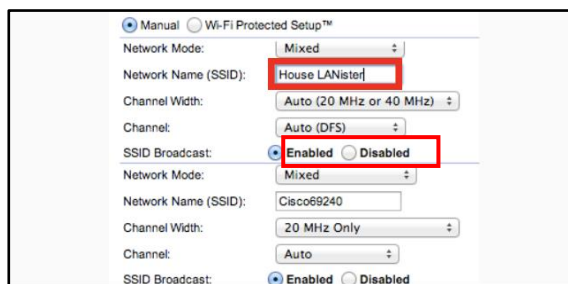 Manual Wi-Fi Protected Setup™
Network Mode: Mixed
Network Name (SSID): House LANister
Channel Width: Auto (20 MHz or 40 MHz)
Channel: Auto (DFS)
SSID Broadcast: Enabled Disabled
Network Mode: Mixed
Network Name (SSID): Cisco69240
Channel Width: 20 MHz Only
Channel: Auto
SSID Broadcast: Enabled Disabled